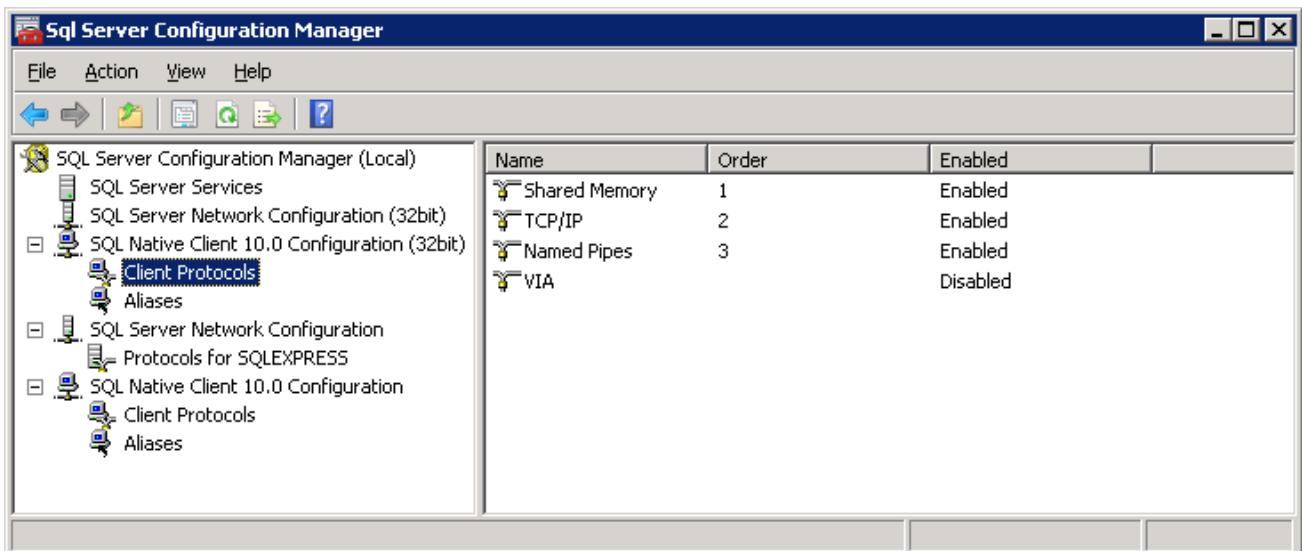 Sql Server Configuration Manager
File Action View Help
SQL Server Configuration Manager (Local)
SQL Server Services
SQL Server Network Configuration (32bit)
SQL Native Client 10.0 Configuration (32bit)
Client Protocols
Aliases
SQL Server Network Configuration
Protocols for SQLEXPRESS
SQL Native Client 10.0 Configuration
Client Protocols
Aliases
Name Order Enabled
Shared Memory 1 Enabled
TCP/IP 2 Enabled
Named Pipes 3 Enabled
VIA Disabled